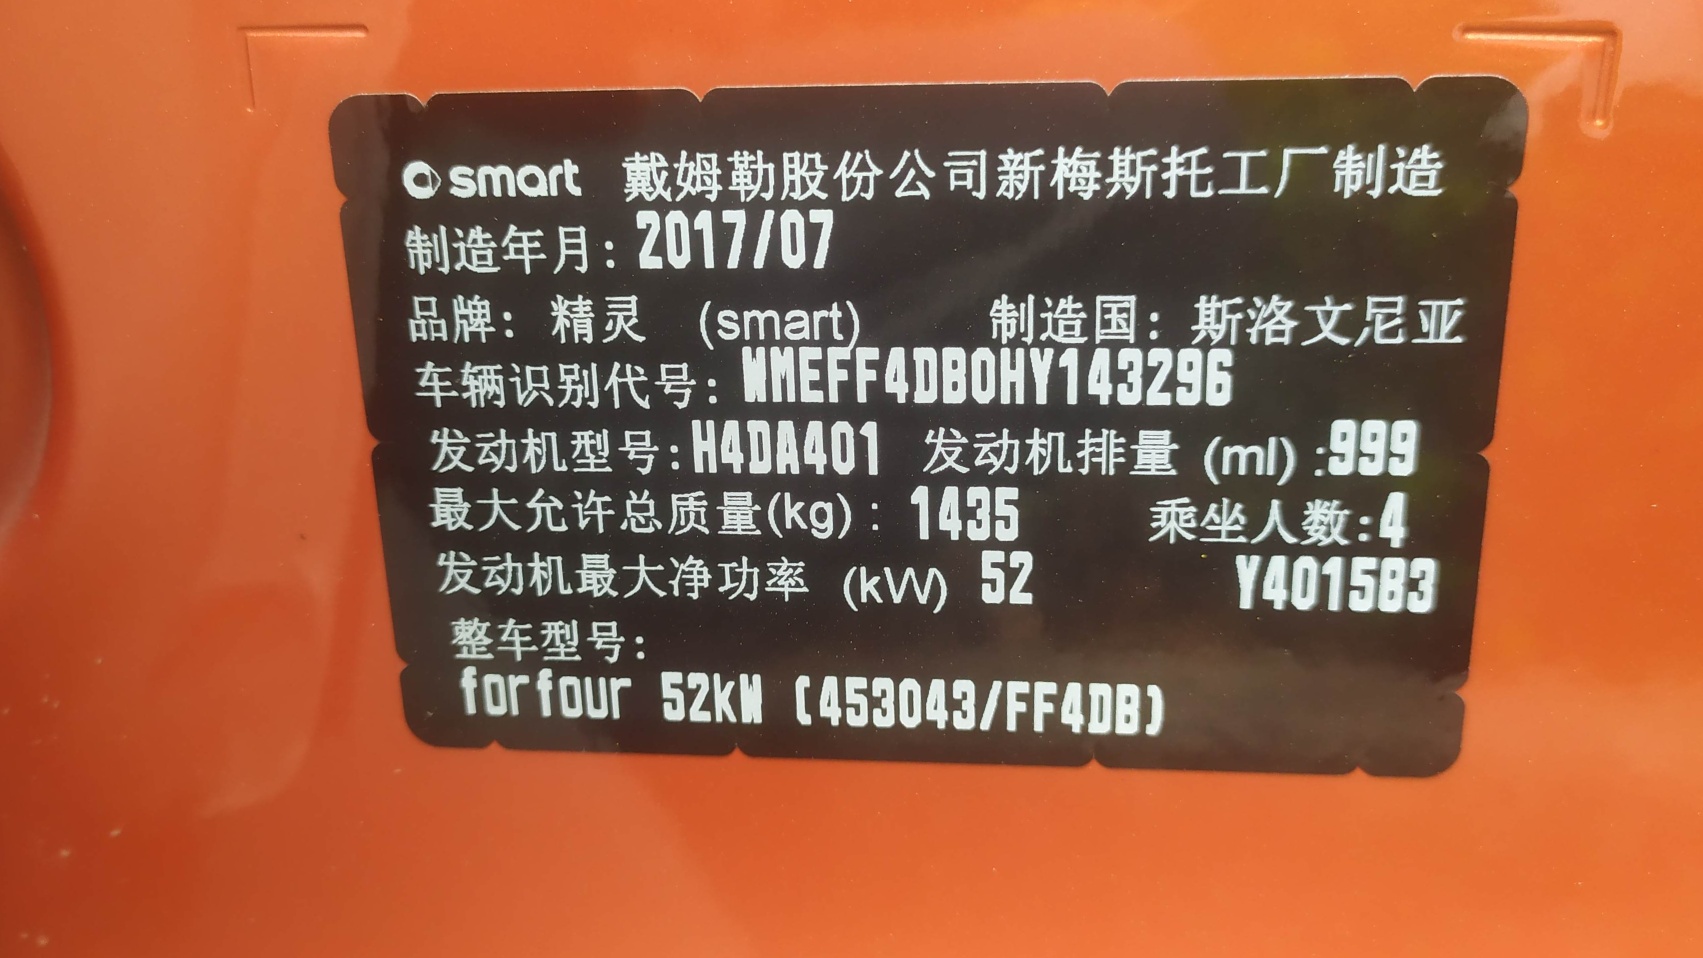 smart 戴姆勒股份公司新梅斯托工厂制造
制造年月: 2017/07
品牌: 精灵 (smart) 制造国: 斯洛文尼亚
车辆识别代号: WMEFF4DB0HY143296
发动机型号:H4DA401 发动机排量 (ml) :999
最大允许总质量(kg): 1435 乘坐人数:4
发动机最大净功率 (kW) 52 Y401583
整车型号:
forfour 52kW (453043/FF4DB)